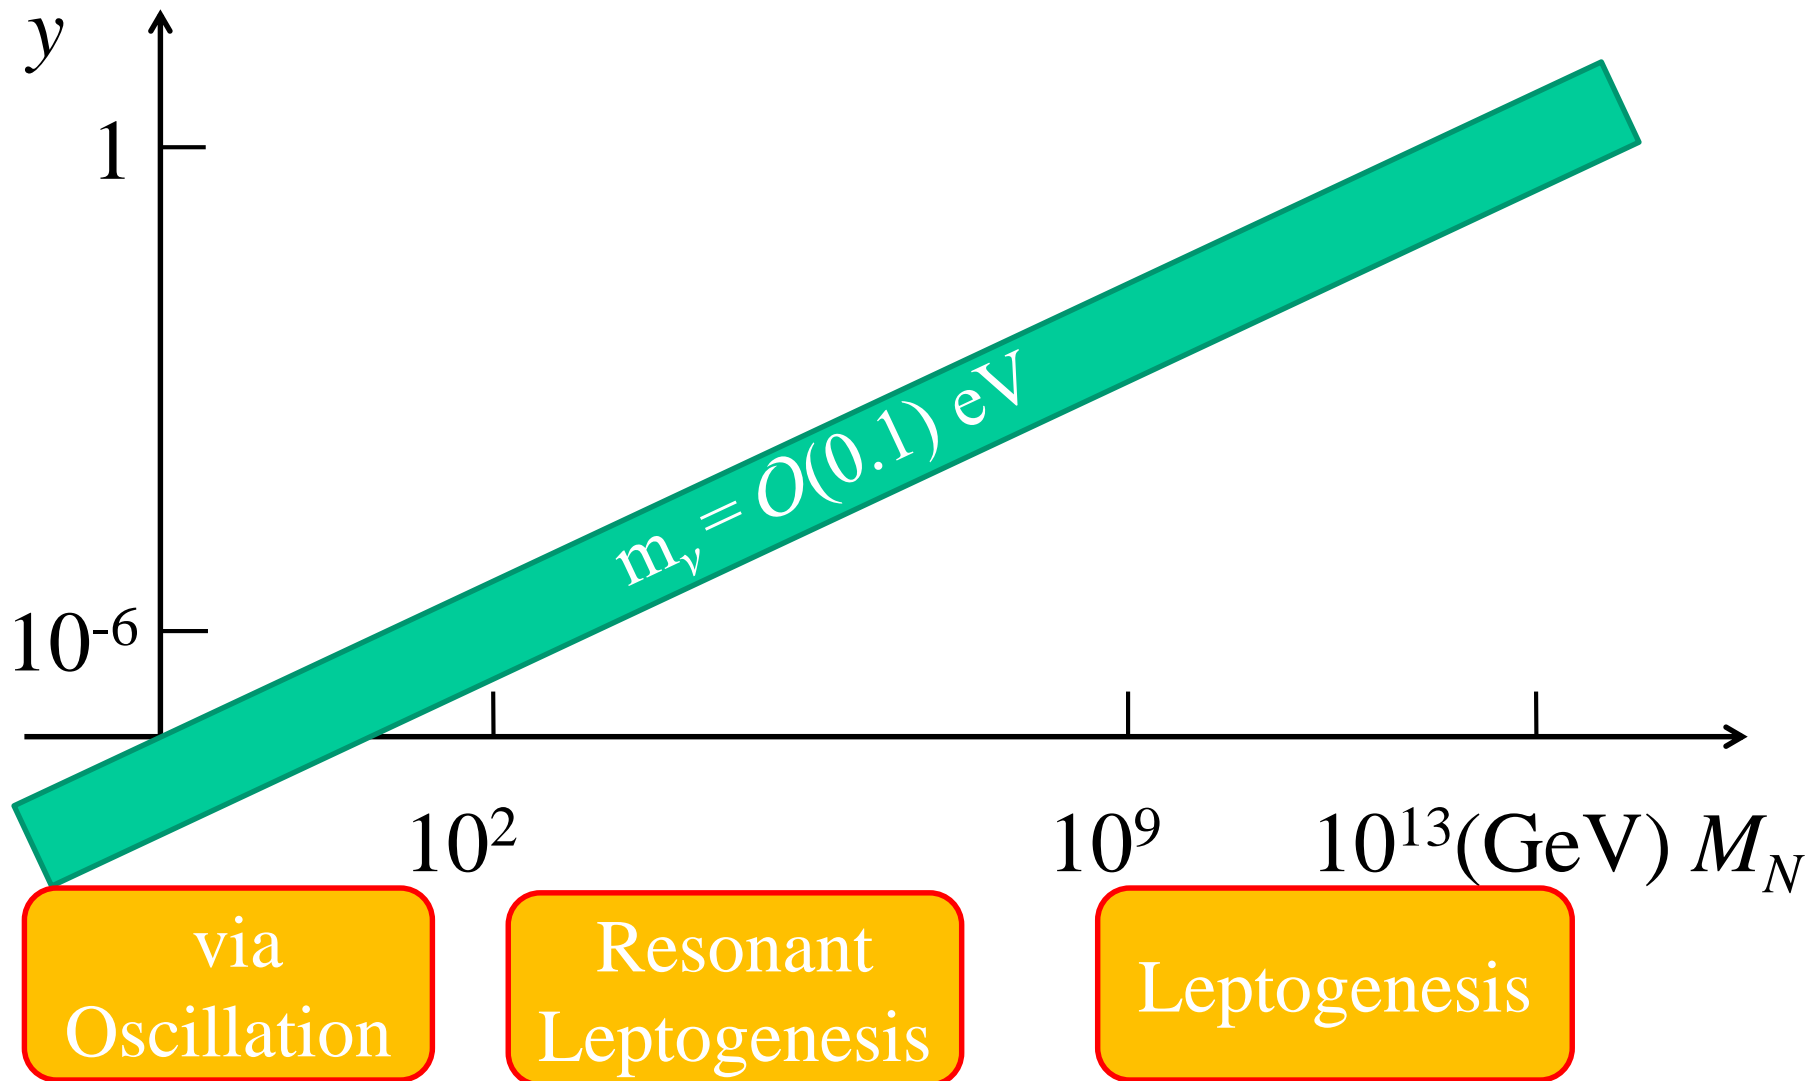 y
1
m_ν = O(0.1) eV
10^-6
10^2
10^9
10^13(GeV) M_N
via
Oscillation
Resonant
Leptogenesis
Leptogenesis